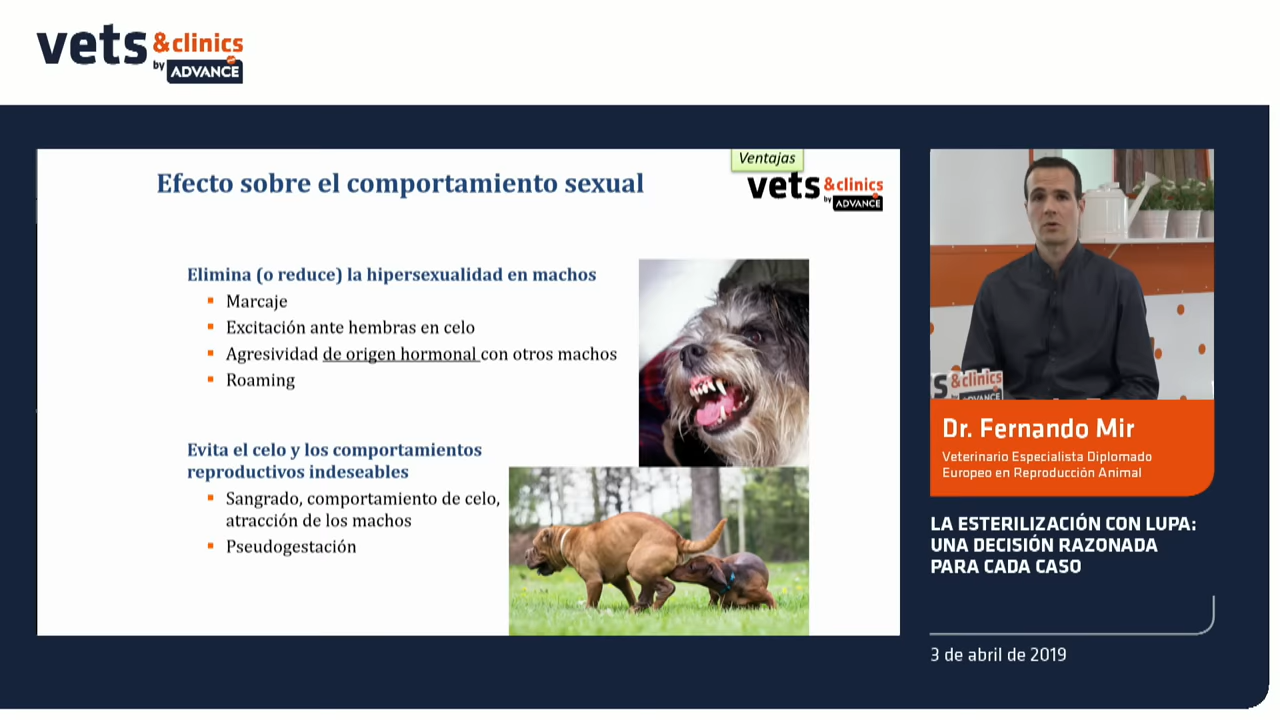 vets &clinics
by ADVANCE
Ventajas
Efecto sobre el comportamiento sexual
vets &clinics
by ADVANCE
Elimina (o reduce) la hipersexualidad en machos
Marcaje
Excitación ante hembras en celo
Agresividad de origen hormonal con otros machos
Roaming
Evita el celo y los comportamientos
reproductivos indeseables
Sangrado, comportamiento de celo,
atracción de los machos
Pseudogestación
S &clinics
by ADVANCE
Dr. Fernando Mir
Veterinario Especialista Diplomado
Europeo en Reproducción Animal
LA ESTERILIZACIÓN CON LUPA:
UNA DECISIÓN RAZONADA
PARA CADA CASO
3 de abril de 2019